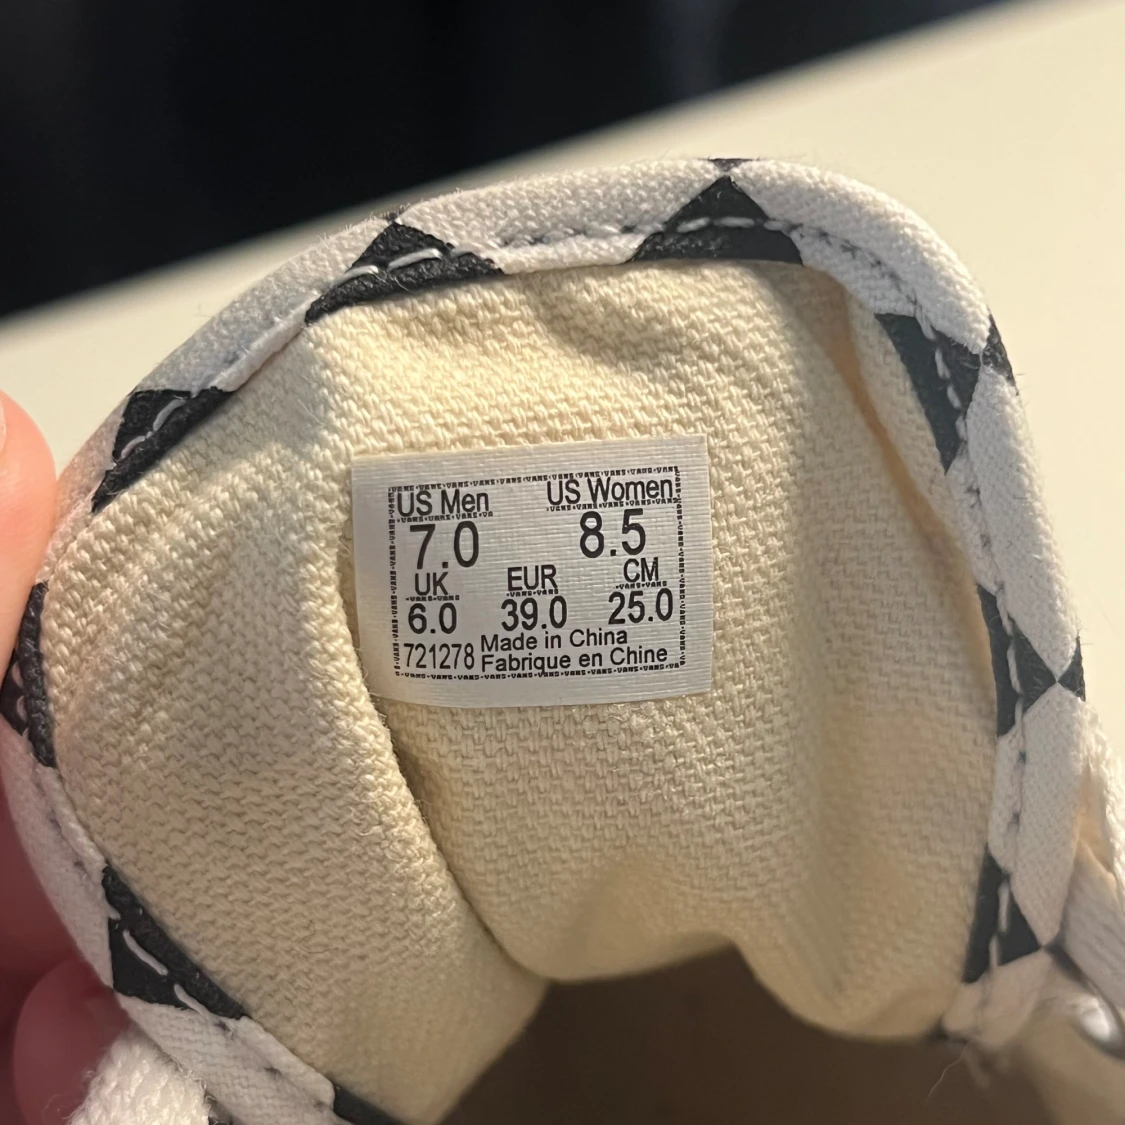 US Men US Women
7.0 8.5
UK EUR CM
6.0 39.0 25.0
721278 Made in China
Fabrique en Chine